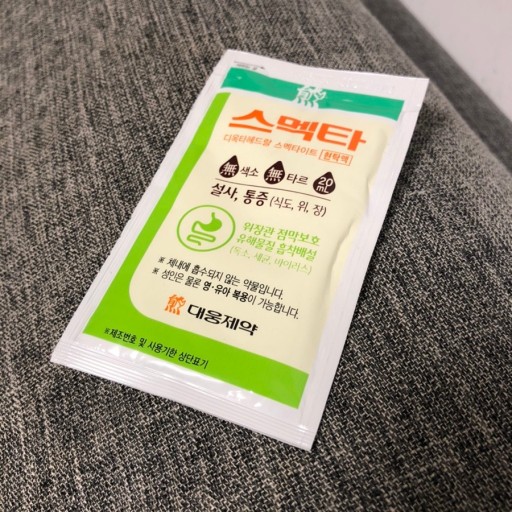 스멕타
디옥타헤드랄 스멕타이트 현탁액
無 색소 無 타르 20mL
설사, 통증 (식도, 위, 장)
위장관 점막보호
유해물질 흡착배설
(독소, 세균, 바이러스)
※ 체내에 흡수되지 않는 약물입니다.
※ 성인은 물론 영·유아 복용이 가능합니다.
대웅제약
※제조번호 및 사용기한 상단표기